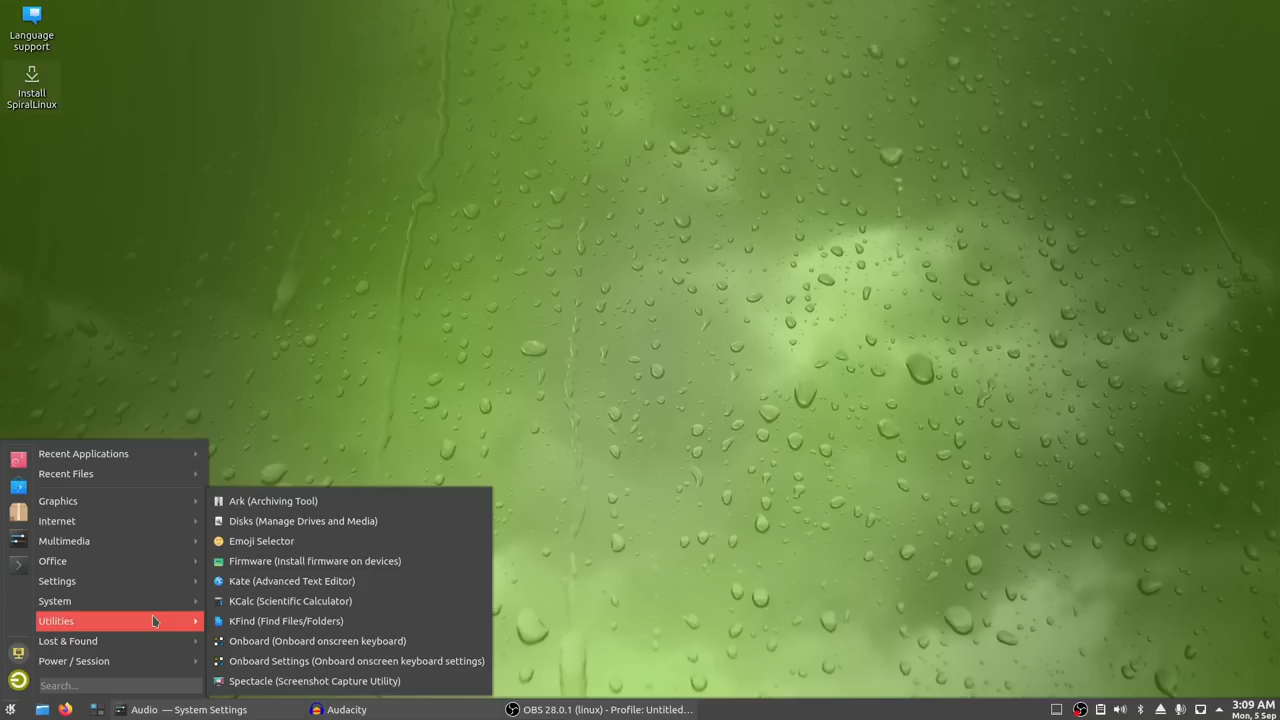 Language
support
Install
SpiralLinux
Recent Applications
Recent Files
Graphics
Internet
Multimedia
Office
Settings
System
Utilities
Lost & Found
Power / Session
Search...
Ark (Archiving Tool)
Disks (Manage Drives and Media)
Emoji Selector
Firmware (Install firmware on devices)
Kate (Advanced Text Editor)
KCalc (Scientific Calculator)
KFind (Find Files/Folders)
Onboard (Onboard onscreen keyboard)
Onboard Settings (Onboard onscreen keyboard settings)
Spectacle (Screenshot Capture Utility)
Audio — System Settings
Audacity
OBS 28.0.1 (linux) - Profile: Untitled...
3:09 AM
Mon, 5 Sep